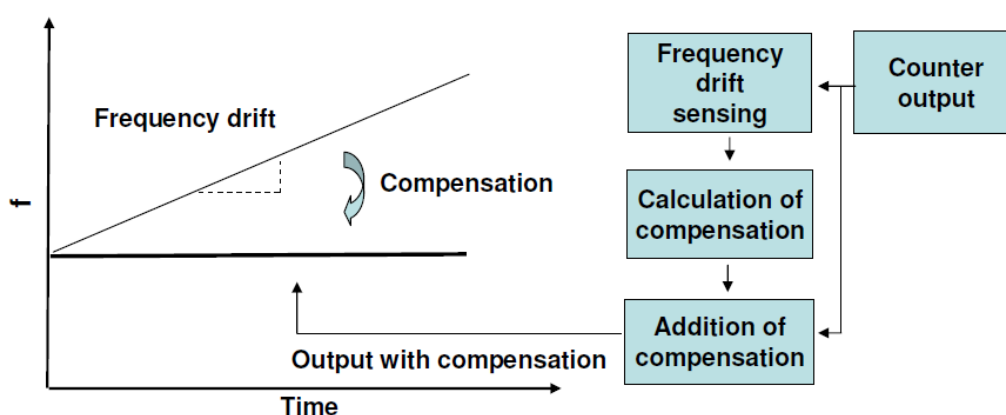 Frequency drift
Compensation
f
Output with compensation
Time
Frequency
drift
sensing
Counter
output
Calculation of
compensation
Addition of
compensation